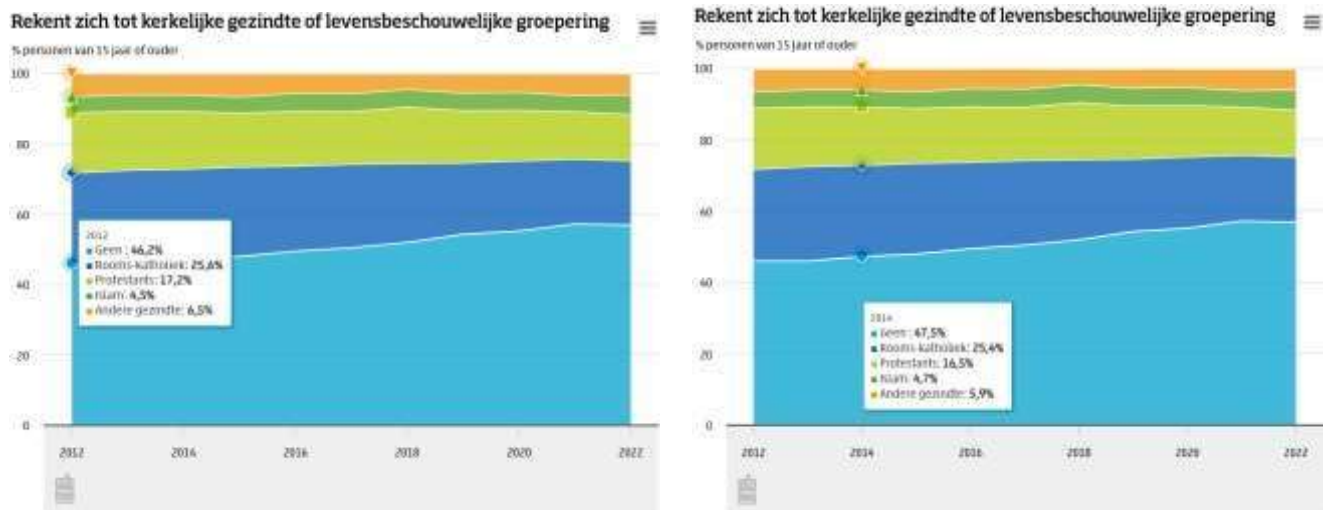 Rekent zich tot kerkelijke gezindte of levensbeschouwelijke groepering
% personen van 15 jaar of ouder
100
80
60
40
20
0
2012
Geen : 46,2%
Rooms-katholiek: 25,6%
Protestants: 17,2%
Islam: 4,5%
Andere gezindte: 6,5%
2012
2014
2016
2018
2020
2022
Rekent zich tot kerkelijke gezindte of levensbeschouwelijke groepering
% personen van 15 jaar of ouder
100
80
60
40
20
0
2014
Geen : 47,5%
Rooms-katholiek: 25,4%
Protestants: 16,5%
Islam: 4,7%
Andere gezindte: 5,9%
2012
2014
2016
2018
2020
2022